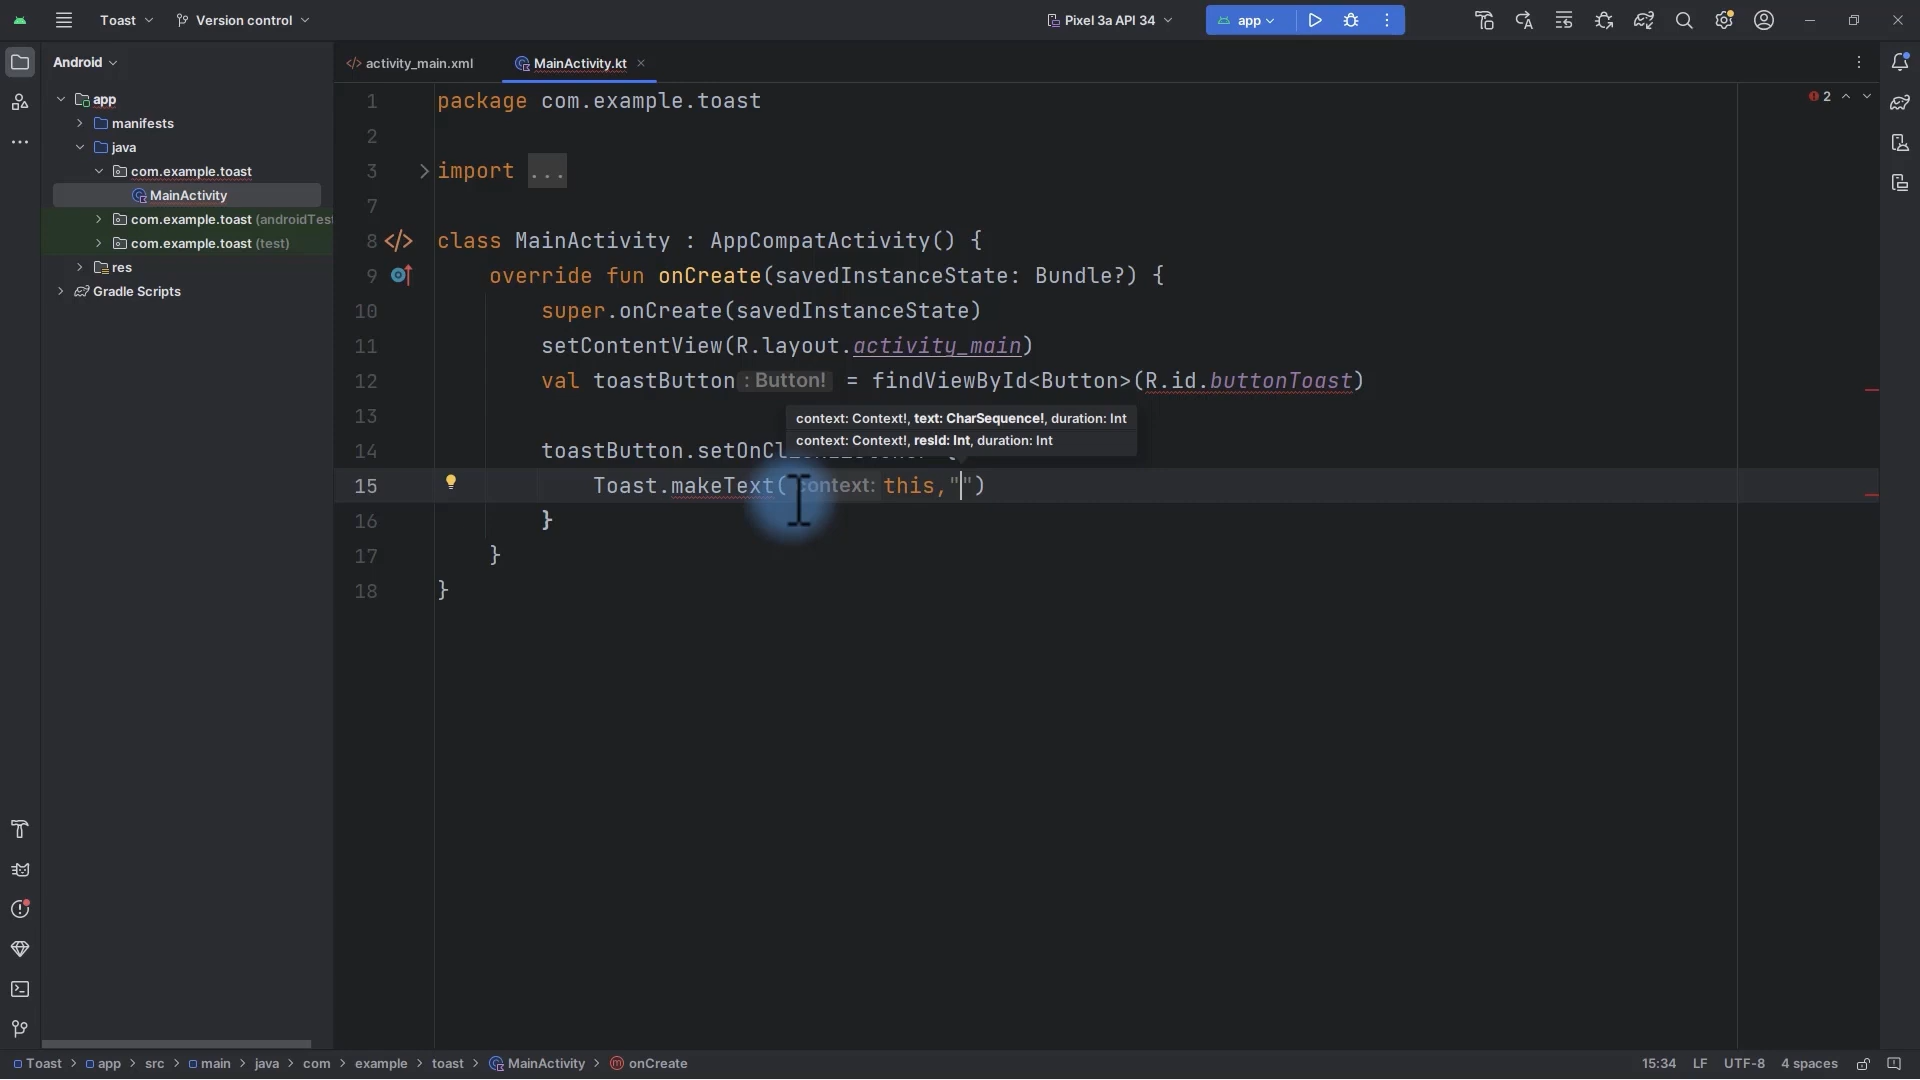 Toast
Version control
Pixel 3a API 34
app
Android
activity_main.xml
MainActivity.kt
app
manifests
java
com.example.toast
MainActivity
com.example.toast (androidTest
com.example.toast (test)
res
Gradle Scripts
2
1 package com.example.toast
2
3 import ...
7
8 class MainActivity : AppCompatActivity() {
9 override fun onCreate(savedInstanceState: Bundle?) {
10 super.onCreate(savedInstanceState)
11 setContentView(R.layout.activity_main)
12 val toastButton : Button! = findViewById<Button>(R.id.buttonToast)
13
context: Context!, text: CharSequence!, duration: Int
context: Context!, resId: Int, duration: Int
14 toastButton.setOnClickListener {
15 Toast.makeText( context: this,"")
16 }
17 }
18 }
Toast > app > src > main > java > com > example > toast > MainActivity > onCreate
15:34 LF UTF-8 4 spaces